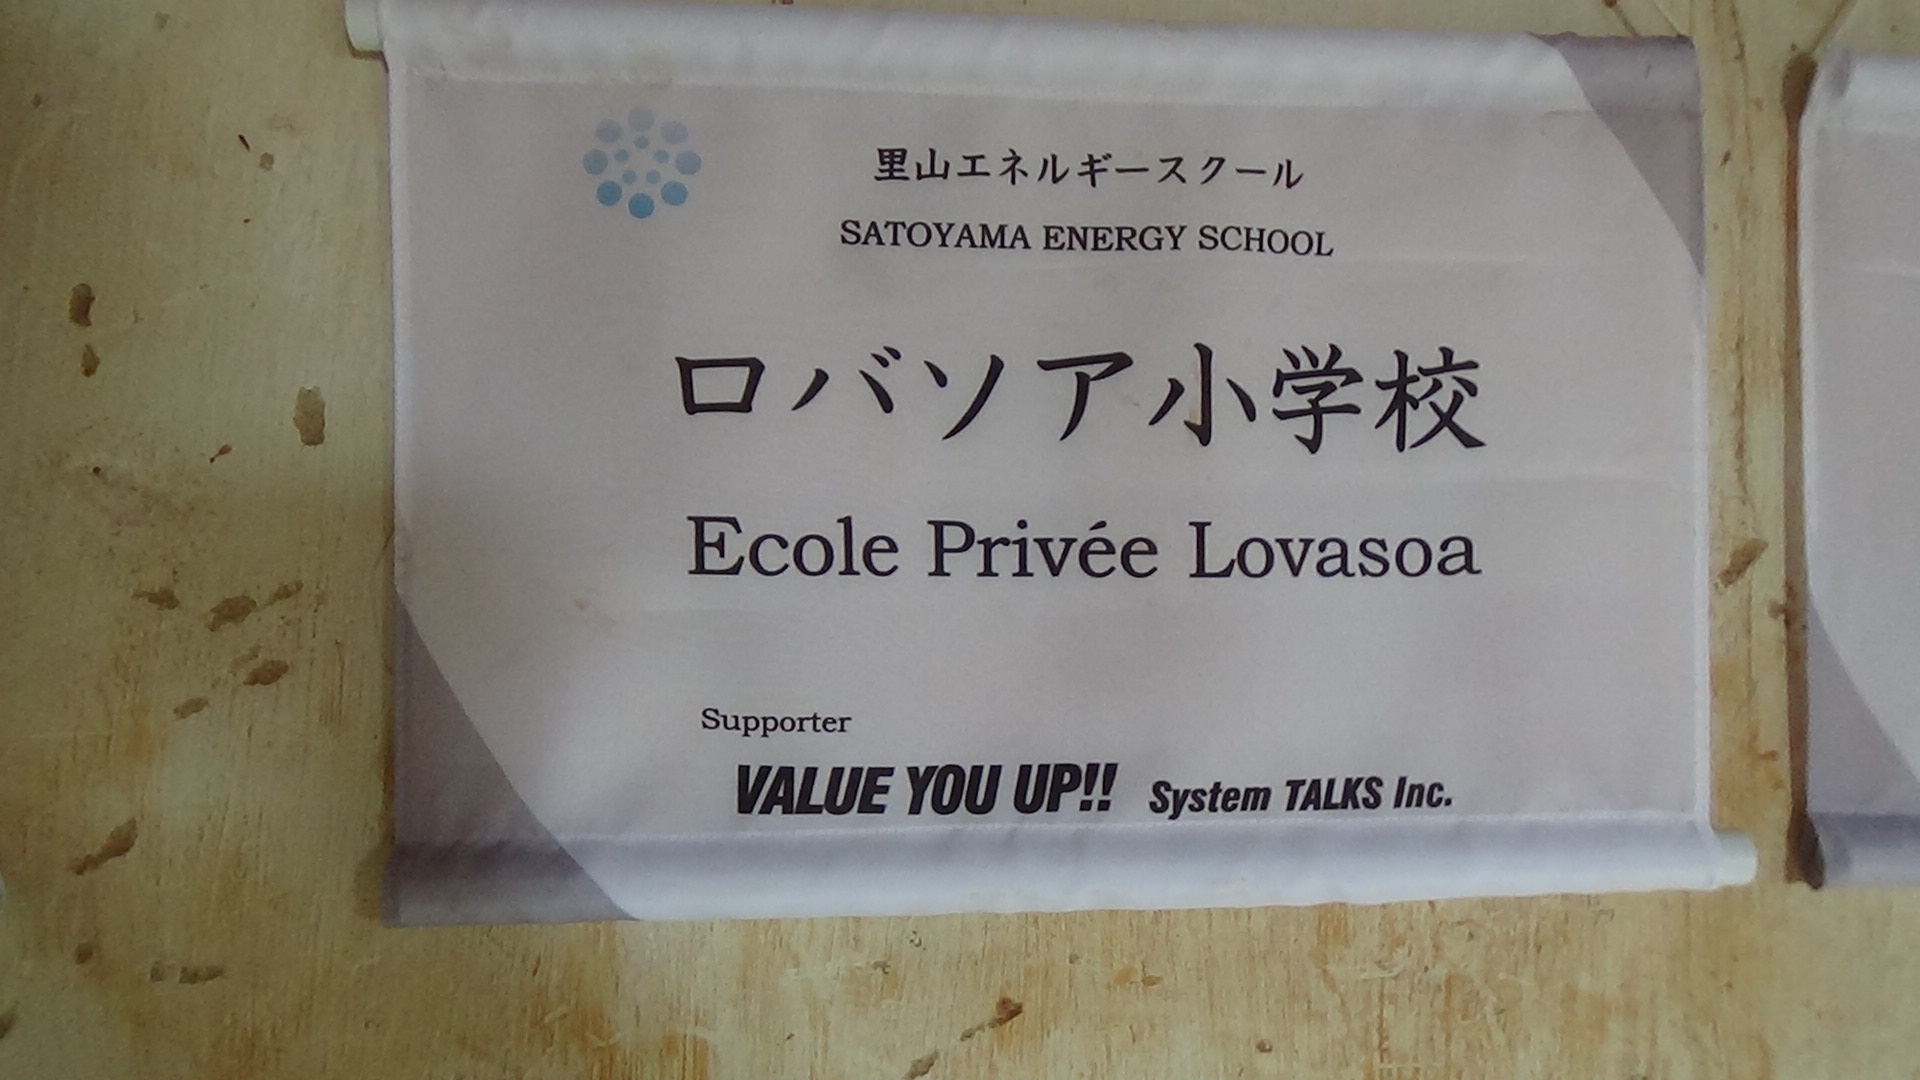 里山エネルギースクール
SATOYAMA ENERGY SCHOOL
ロバソア小学校
Ecole Privée Lovasoa
Supporter
VALUE YOU UP!! System TALKS Inc.